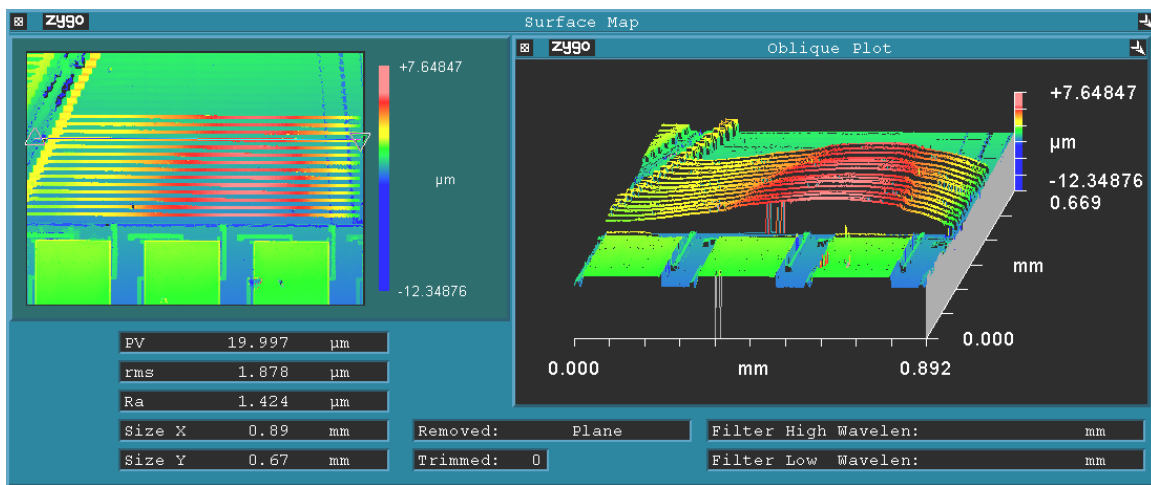 zygo Surface Map
zygo Oblique Plot
+7.64847
µm
-12.34876
+7.64847
µm
-12.34876
0.669
mm
0.000
0.000 mm 0.892
PV 19.997 µm
rms 1.878 µm
Ra 1.424 µm
Size X 0.89 mm
Size Y 0.67 mm
Removed: Plane
Trimmed: 0
Filter High Wavelen: mm
Filter Low Wavelen: mm